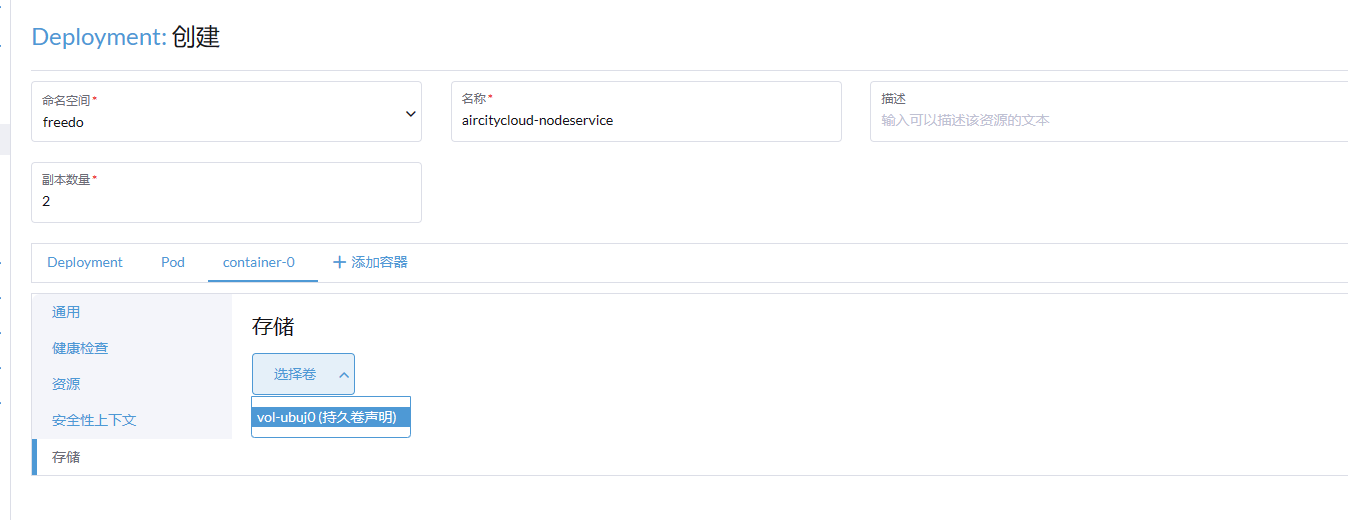 Deployment: 创建
命名空间*
freedo
名称*
aircitycloud-nodeservice
描述
输入可以描述该资源的文本
副本数量*
2
Deployment Pod container-0 + 添加容器
通用
健康检查
资源
安全性上下文
存储
存储
选择卷
vol-ubuj0 (持久卷声明)